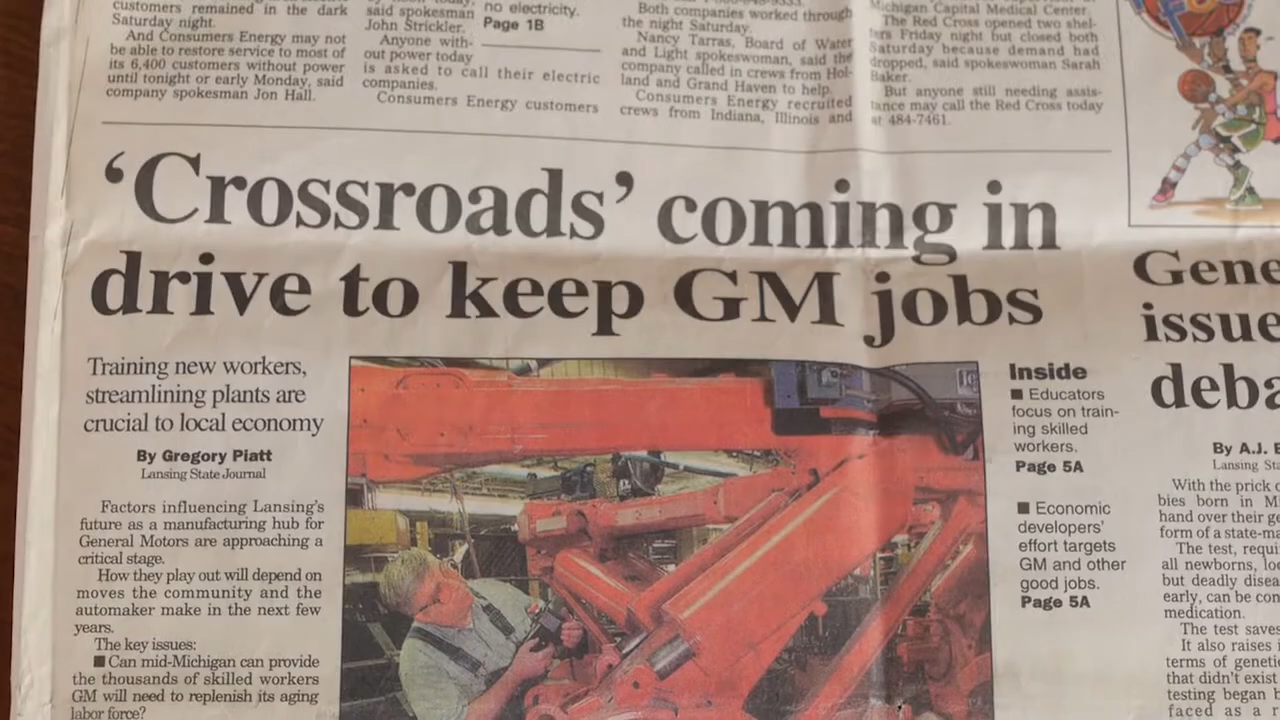 customers remained in the dark
Saturday night.
And Consumers Energy may not
be able to restore service to most of
its 6,400 customers without power
until tonight or early Monday, said
company spokesman Jon Hall.
said spokesman
John Strickler.
Anyone with-
out power today
is asked to call their electric
companies.
Consumers Energy customers
no electricity.
Page 1B
Both companies worked through
the night Saturday.
Nancy Tarras, Board of Water
and Light spokeswoman, said the
company called in crews from Hol-
land and Grand Haven to help.
Consumers Energy recruited
crews from Indiana, Illinois and
Michigan Capital Medical Center.
The Red Cross opened two shel-
ters Friday night but closed both
Saturday because demand had
dropped, said spokeswoman Sarah
Baker.
But anyone still needing assis-
tance may call the Red Cross today
at 484-7461.
‘Crossroads’ coming in
drive to keep GM jobs
Training new workers,
streamlining plants are
crucial to local economy
By Gregory Piatt
Lansing State Journal
Factors influencing Lansing's
future as a manufacturing hub for
General Motors are approaching a
critical stage.
How they play out will depend on
moves the community and the
automaker make in the next few
years.
The key issues:
■ Can mid-Michigan can provide
the thousands of skilled workers
GM will need to replenish its aging
labor force?
Inside
■ Educators
focus on train-
ing skilled
workers.
Page 5A
■ Economic
developers'
effort targets
GM and other
good jobs.
Page 5A
Gene
issue
deba
By A.J.
Lansing
With the prick
bies born in
hand over their
form of a
The test,
all newborns,
but deadly
early, can be
medication.
The test saves
It also raises
terms of
that didn't exist
testing began
faced as a